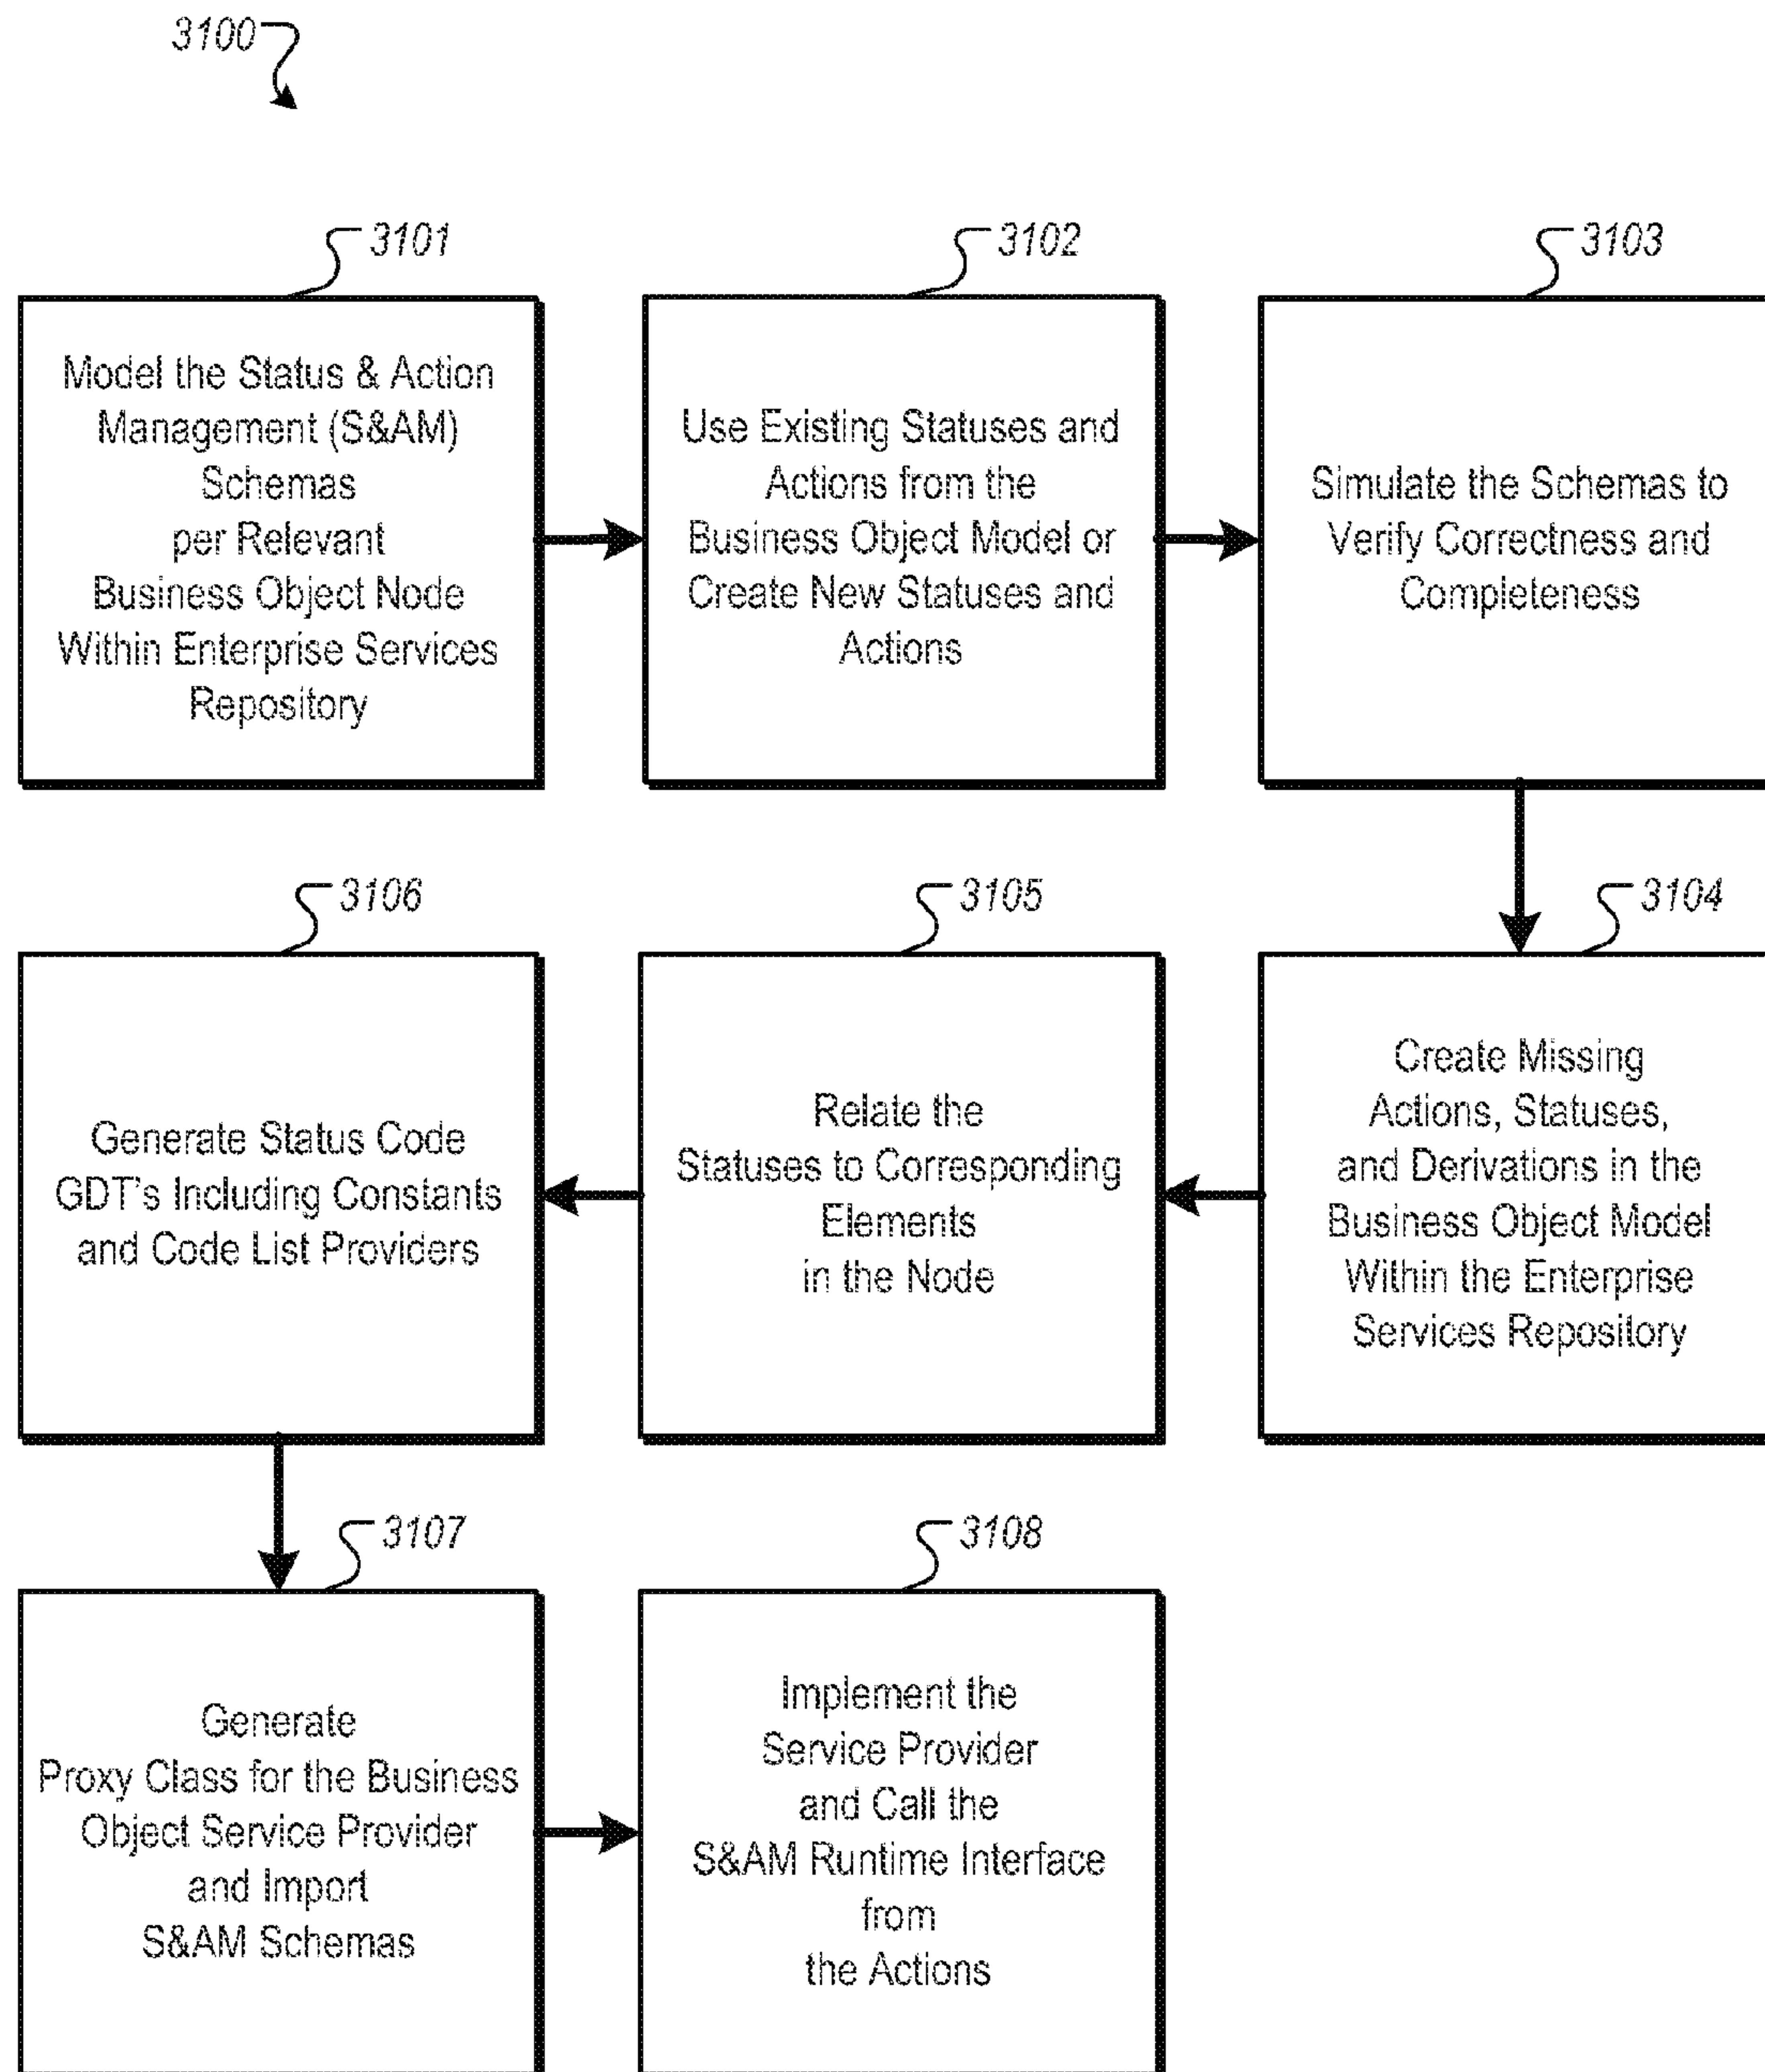 3100
3101
Model the Status & Action
Management (S&AM)
Schemas
per Relevant
Business Object Node
Within Enterprise Services
Repository
3102
Use Existing Statuses and
Actions from the
Business Object Model or
Create New Statuses and
Actions
3103
Simulate the Schemas to
Verify Correctness and
Completeness
3104
Create Missing
Actions, Statuses,
and Derivations in the
Business Object Model
Within the Enterprise
Services Repository
3105
Relate the
Statuses to Corresponding
Elements
in the Node
3106
Generate Status Code
GDT's Including Constants
and Code List Providers
3107
Generate
Proxy Class for the Business
Object Service Provider
and Import
S&AM Schemas
3108
Implement the
Service Provider
and Call the
S&AM Runtime Interface
from
the Actions